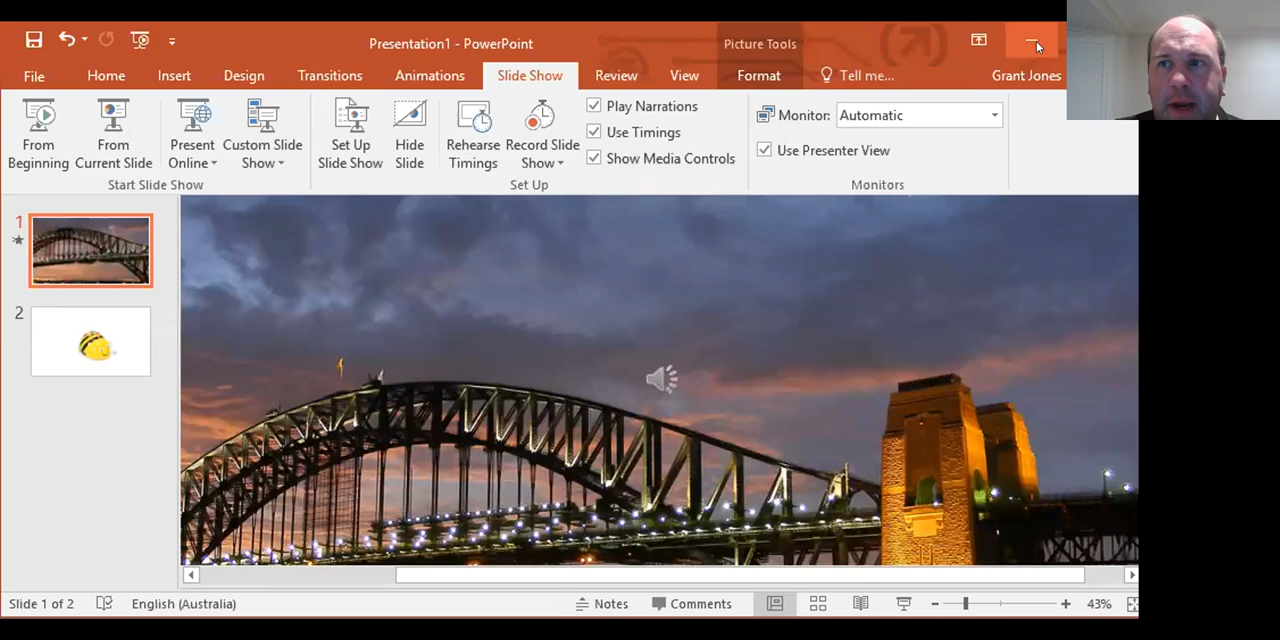 Presentation1 - PowerPoint
Picture Tools
File
Home
Insert
Design
Transitions
Animations
Slide Show
Review
View
Format
Tell me...
Grant Jones
From
Beginning
From
Current Slide
Present
Online
Custom Slide
Show
Set Up
Slide Show
Hide
Slide
Rehearse
Timings
Record Slide
Show
Play Narrations
Use Timings
Show Media Controls
Monitor:
Automatic
Use Presenter View
Start Slide Show
Set Up
Monitors
1
2
Slide 1 of 2
English (Australia)
Notes
Comments
43%